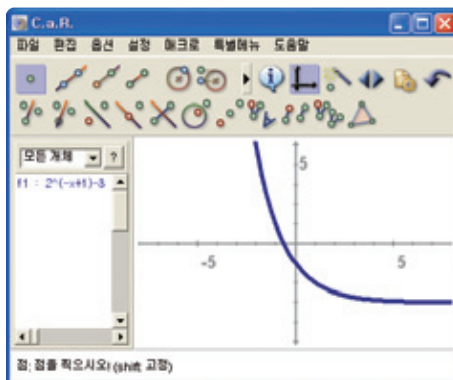 C.a.R.
파일 편집 옵션 설정 매크로 특별메뉴 도움말
모든 개체 ?
f1 : 2^(-x+1)-3
5
-5 5
점; 점을 찍으시오! (shift: 고정)